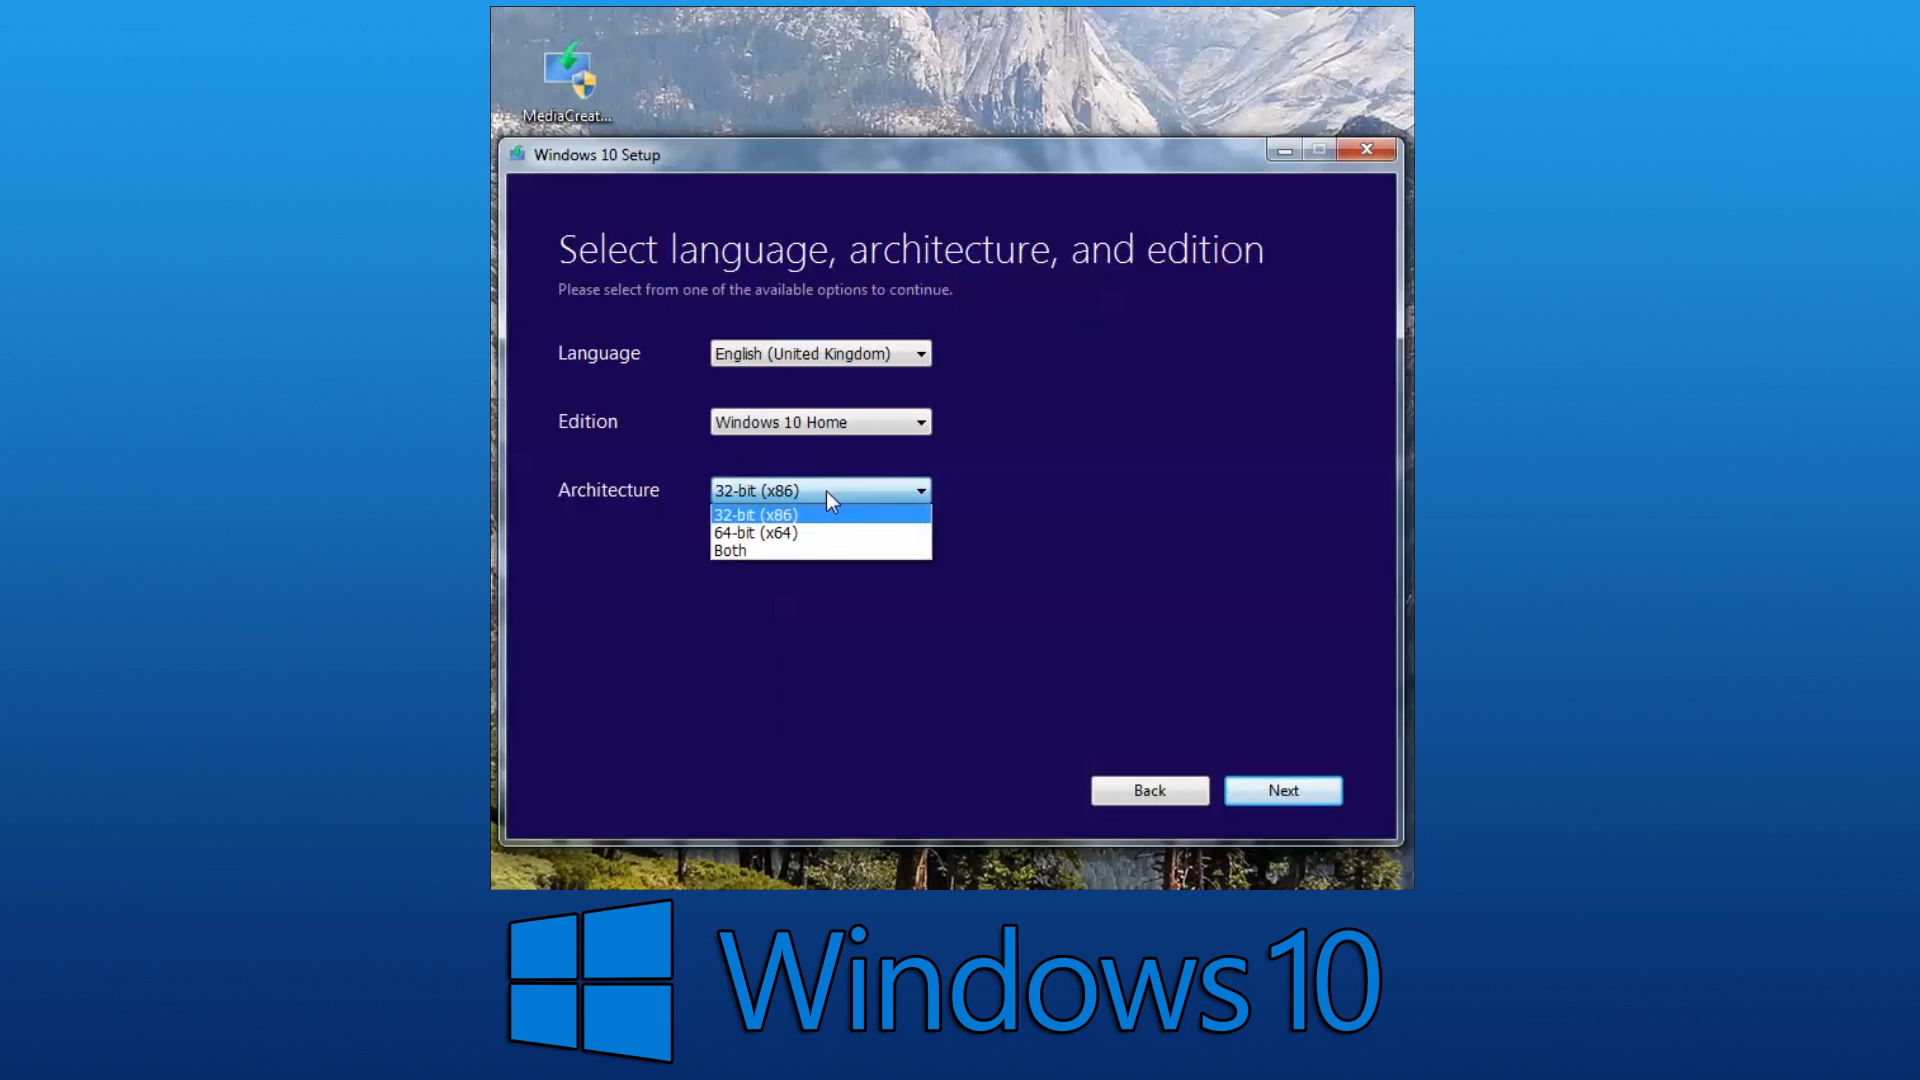 MediaCreat...
Windows 10 Setup
Select language, architecture, and edition
Please select from one of the available options to continue.
Language English (United Kingdom)
Edition Windows 10 Home
Architecture 32-bit (x86)
32-bit (x86)
64-bit (x64)
Both
Back Next
Windows 10